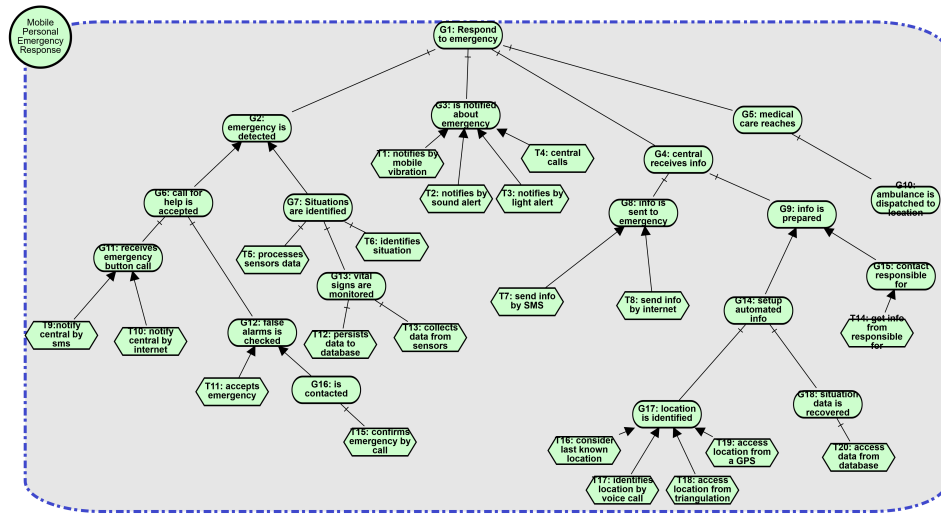 Mobile
Personal
Emergency
Response
G1: Respond
to emergency
G2:
emergency is
detected
G3: is notified
about
emergency
G5: medical
care reaches
T1: notifies by
mobile
vibration
T4: central
calls
G4: central
receives info
T2: notifies by
sound alert
T3: notifies by
light alert
G10:
ambulance is
dispatched to
location
G6: call for
help is
accepted
G7: Situations
are identified
G8: info is
sent to
emergency
G9: info is
prepared
T5: processes
sensors data
T6: identifies
situation
G11: receives
emergency
button call
G13: vital
signs are
monitored
G15: contact
responsible
for
T7: send info
by SMS
T8: send info
by internet
G14: setup
automated
info
T9:notify
central by
sms
T10: notify
central by
internet
G12: false
alarms is
checked
T12: persists
data to
database
T13: collects
data from
sensors
T14: get info
from
responsible
for
T11: accepts
emergency
G16: is
contacted
G17: location
is identified
G18: situation
data is
recovered
T15: confirms
emergency by
call
T16: consider
last known
location
T19: access
location from
a GPS
T20: access
data from
database
T17: identifies
location by
voice call
T18: access
location from
triangulation